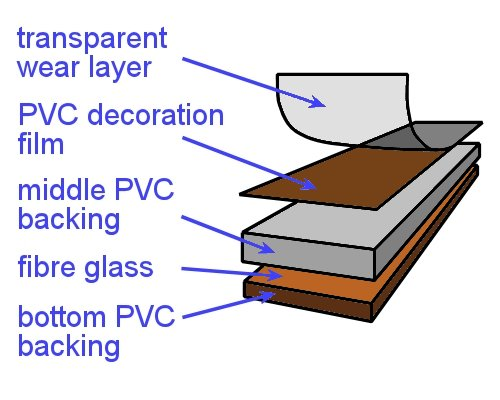 transparent
wear layer
PVC decoration
film
middle PVC
backing
fibre glass
bottom PVC
backing